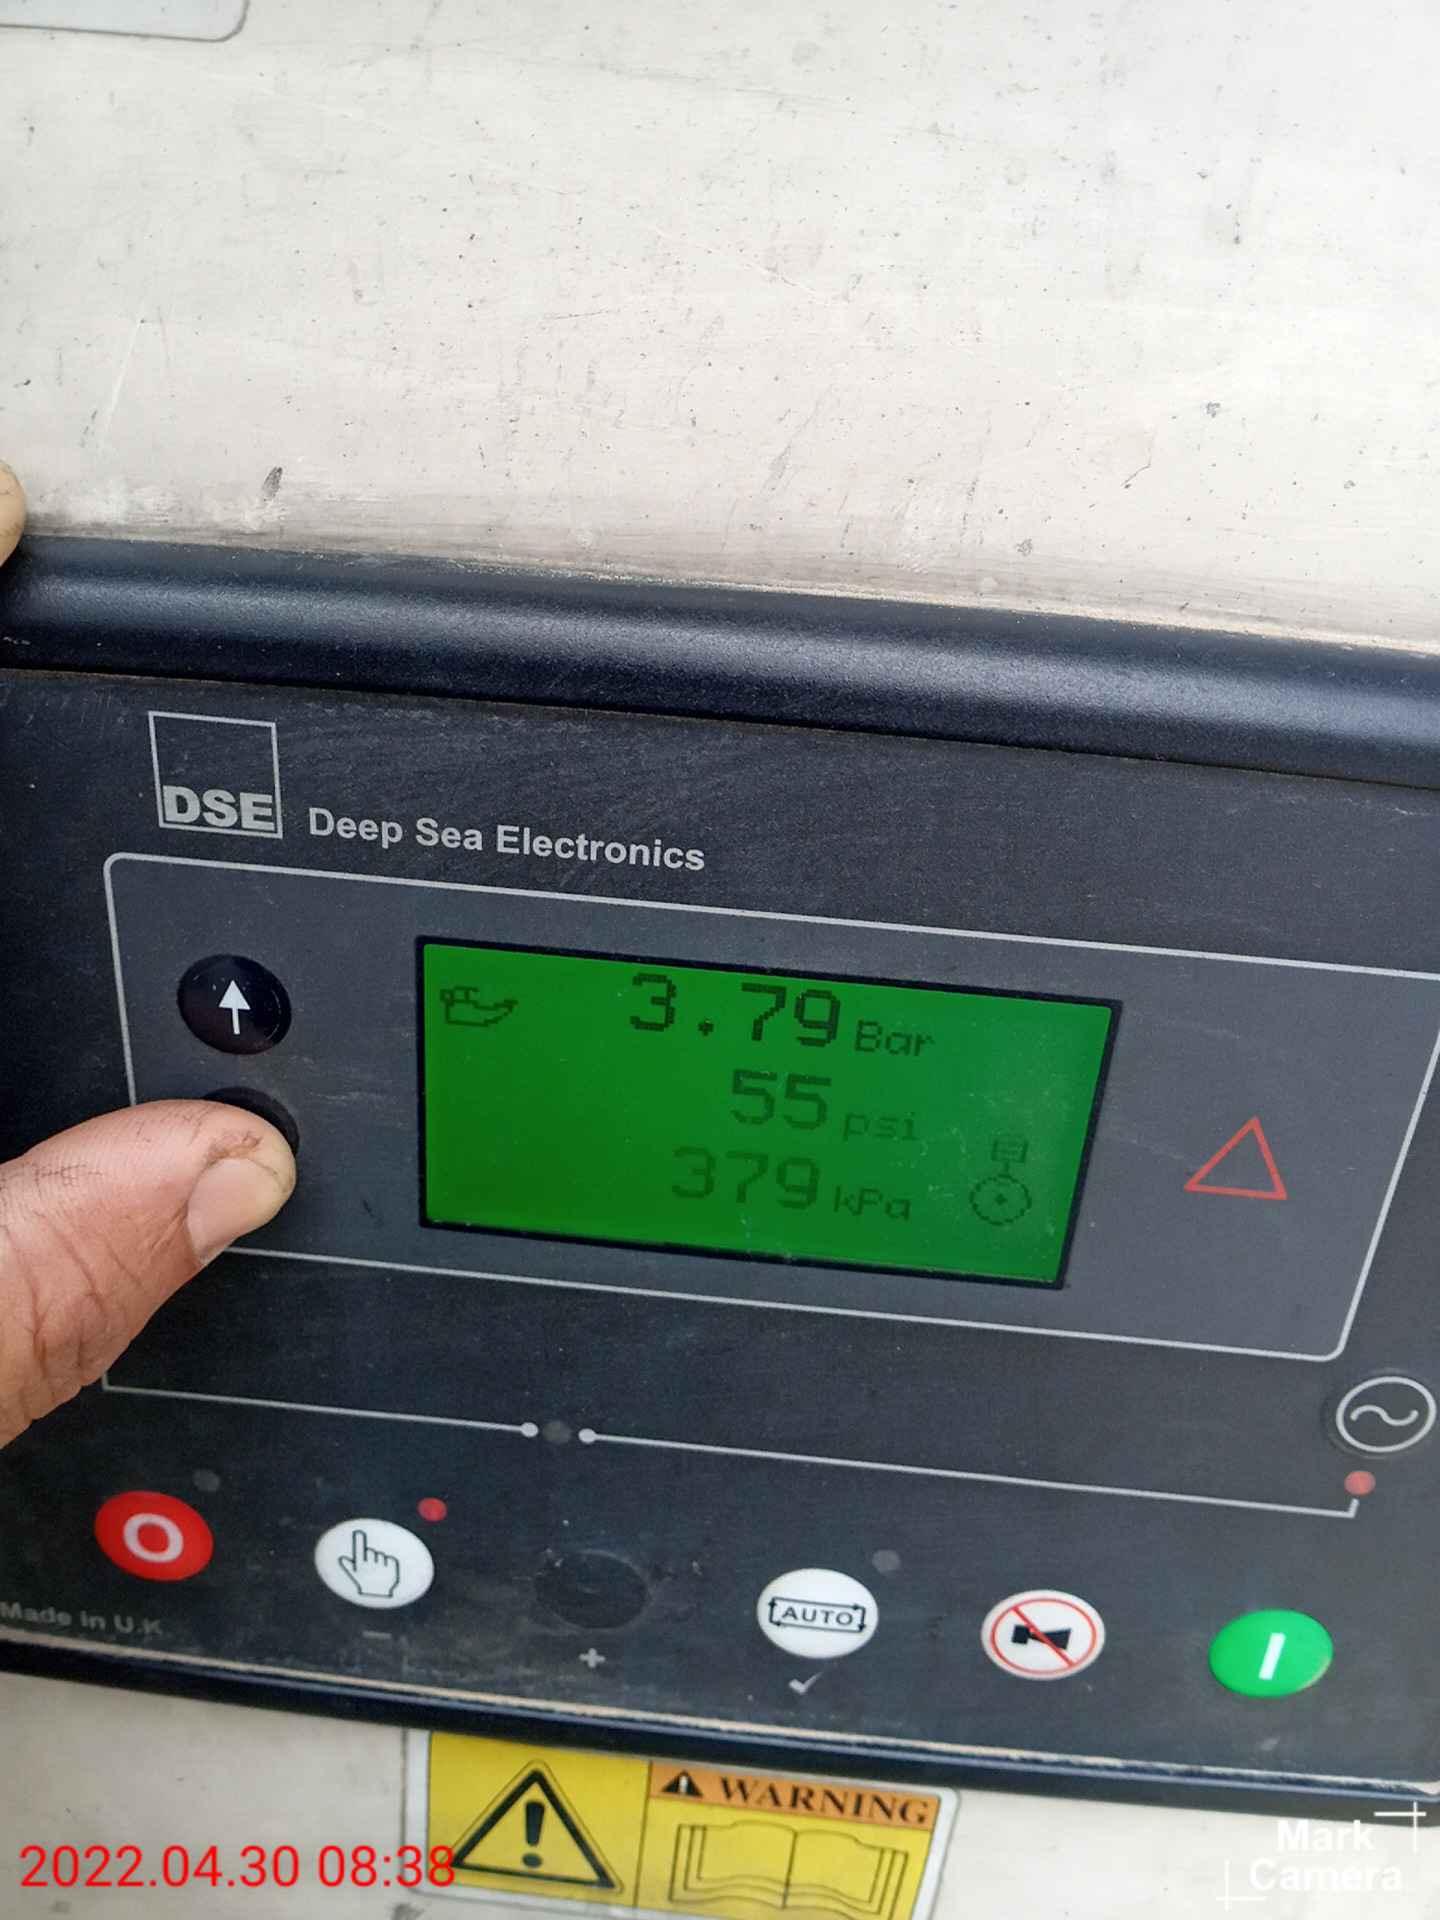 DSE Deep Sea Electronics
3.79 Bar
55 psi
379 kPa
AUTO
Made in U.K
- +
WARNING
2022.04.30 08:38
Mark
Camera